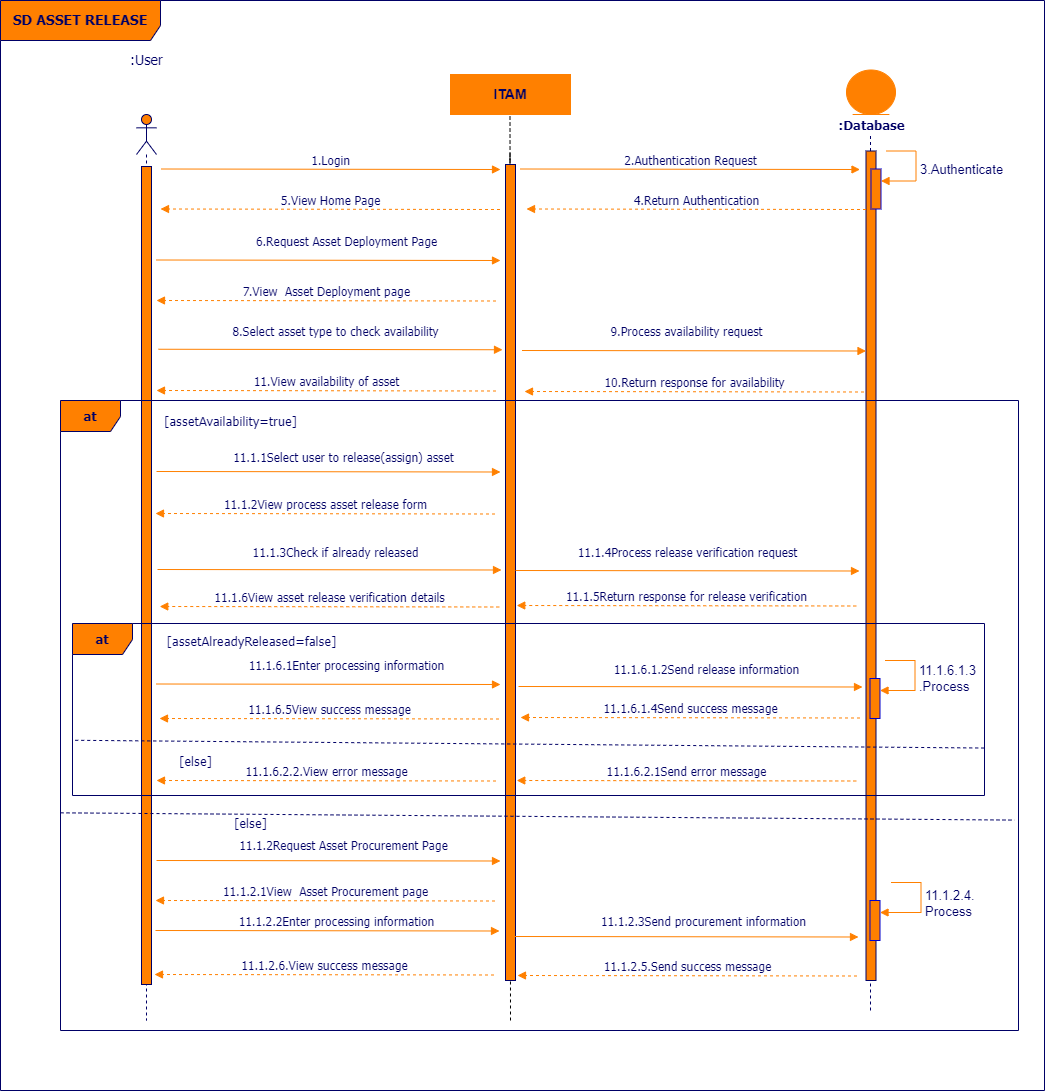 SD ASSET RELEASE
:User
ITAM
:Database
1.Login
2.Authentication Request
3.Authenticate
5.View Home Page
4.Return Authentication
6.Request Asset Deployment Page
7.View  Asset Deployment page
8.Select asset type to check availability
9.Process availability request
11.View availability of asset
10.Return response for availability
at
[assetAvailability=true]
11.1.1Select user to release(assign) asset
11.1.2View process asset release form
11.1.3Check if already released
11.1.4Process release verification request
11.1.6View asset release verification details
11.1.5Return response for release verification
at
[assetAlreadyReleased=false]
11.1.6.1Enter processing information
11.1.6.1.2Send release information
11.1.6.1.3
.Process
11.1.6.5View success message
11.1.6.1.4Send success message
[else]
11.1.6.2.2.View error message
11.1.6.2.1Send error message
[else]
11.1.2Request Asset Procurement Page
11.1.2.1View  Asset Procurement page
11.1.2.4.
Process
11.1.2.2Enter processing information
11.1.2.3Send procurement information
11.1.2.6.View success message
11.1.2.5.Send success message